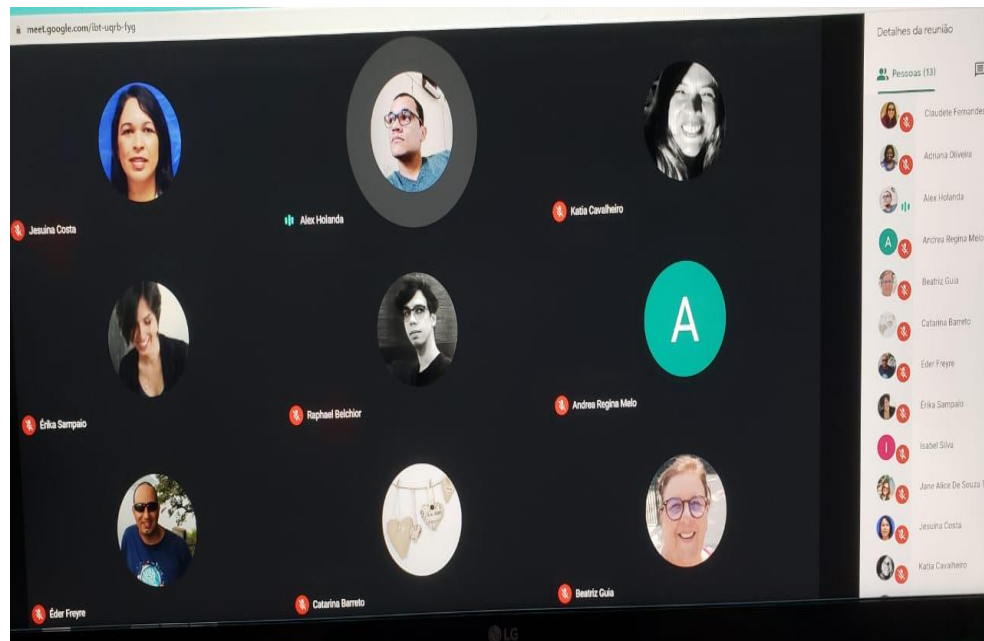 meet.google.com/ibt-uqrb-fyg
Jesuina Costa
Alex Holanda
Katia Cavalheiro
Érika Sampaio
Raphael Belchior
A
Andrea Regina Melo
Éder Freyre
Catarina Barreto
Beatriz Guia
Detalhes da reunião
Pessoas (13)
Claudete Fernandes
Adriana Oliveira
Alex Holanda
A
Andrea Regina Melo
Beatriz Guia
Catarina Barreto
Éder Freyre
Érika Sampaio
I
Isabel Silva
Jane Alice De Souza T
Jesuina Costa
Katia Cavalheiro
LG